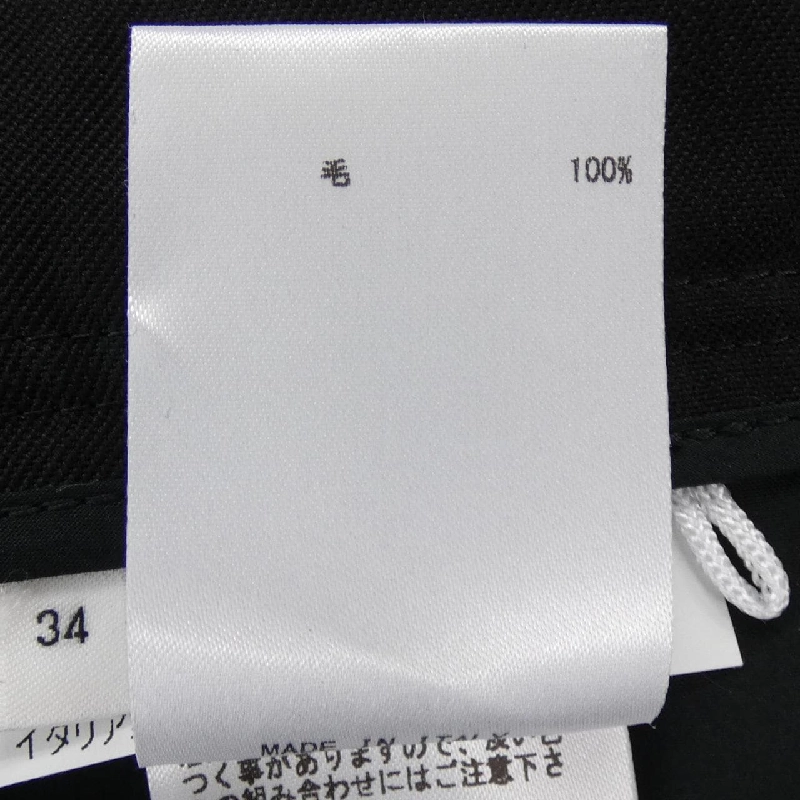 毛 100%
34
イタリア
MADE
つく事がありますので、
の組み合わせにはご注意下さ